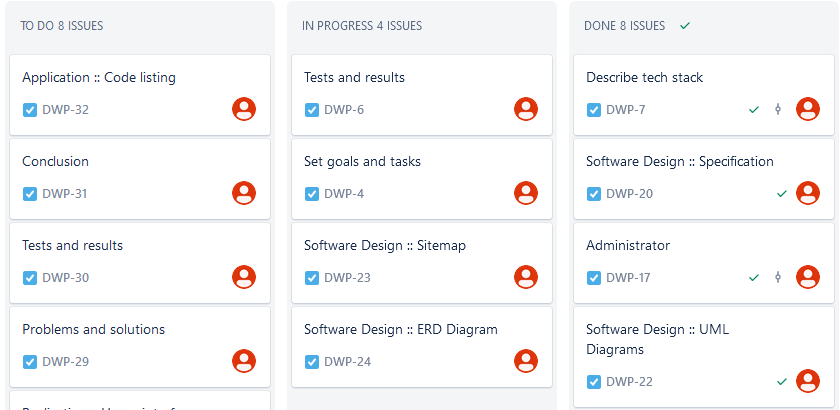 TO DO 8 ISSUES
Application :: Code listing
DWP-32
Conclusion
DWP-31
Tests and results
DWP-30
Problems and solutions
DWP-29
IN PROGRESS 4 ISSUES
Tests and results
DWP-6
Set goals and tasks
DWP-4
Software Design :: Sitemap
DWP-23
Software Design :: ERD Diagram
DWP-24
DONE 8 ISSUES
Describe tech stack
DWP-7
Software Design :: Specification
DWP-20
Administrator
DWP-17
Software Design :: UML
Diagrams
DWP-22